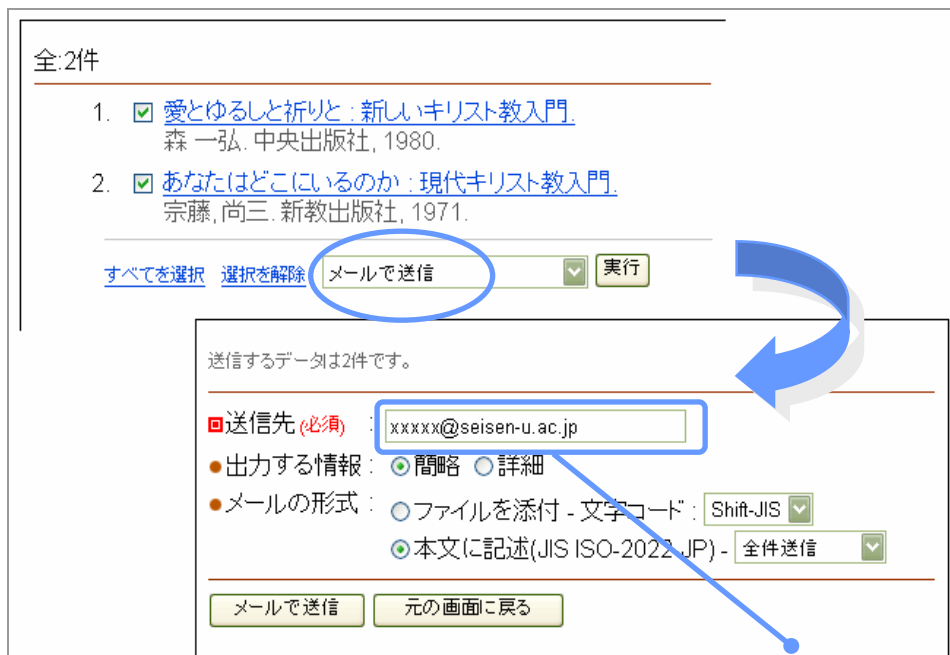 全:2件
1. 愛とゆるしと祈りと : 新しいキリスト教入門.
森 一弘. 中央出版社, 1980.
2. あなたはどこにいるのか : 現代キリスト教入門.
宗藤,尚三. 新教出版社, 1971.
すべてを選択 選択を解除 メールで送信 実行
送信するデータは2件です。
送信先(必須) : xxxxx@seisen-u.ac.jp
●出力する情報 : 簡略 詳細
●メールの形式 : ファイルを添付 - 文字コード : Shift-JIS
本文に記述(JIS ISO-2022-JP) - 全件送信
メールで送信 元の画面に戻る